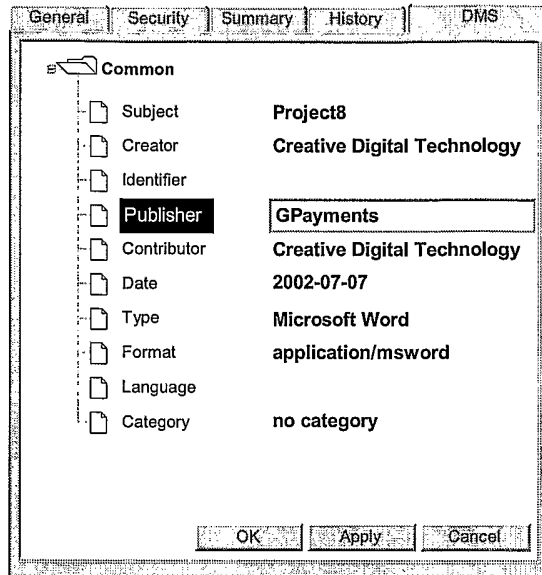 General Security Summary History DMS
Common
Subject Project8
Creator Creative Digital Technology
Identifier
Publisher GPayments
Contributor Creative Digital Technology
Date 2002-07-07
Type Microsoft Word
Format application/msword
Language
Category no category
OK Apply Cancel